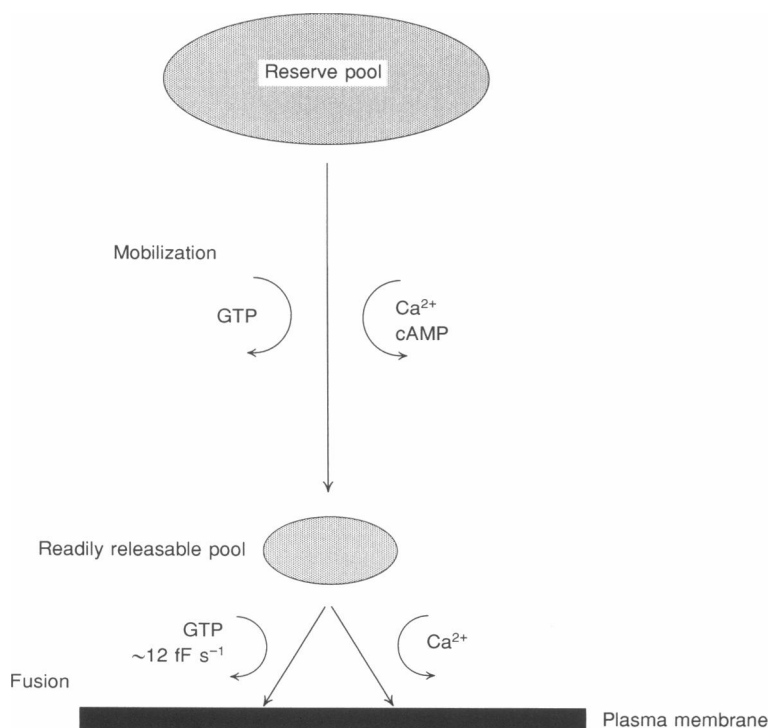 Reserve pool
Mobilization
GTP
Ca²⁺
cAMP
Readily releasable pool
GTP
~12 fF s⁻¹
Ca²⁺
Fusion
Plasma membrane